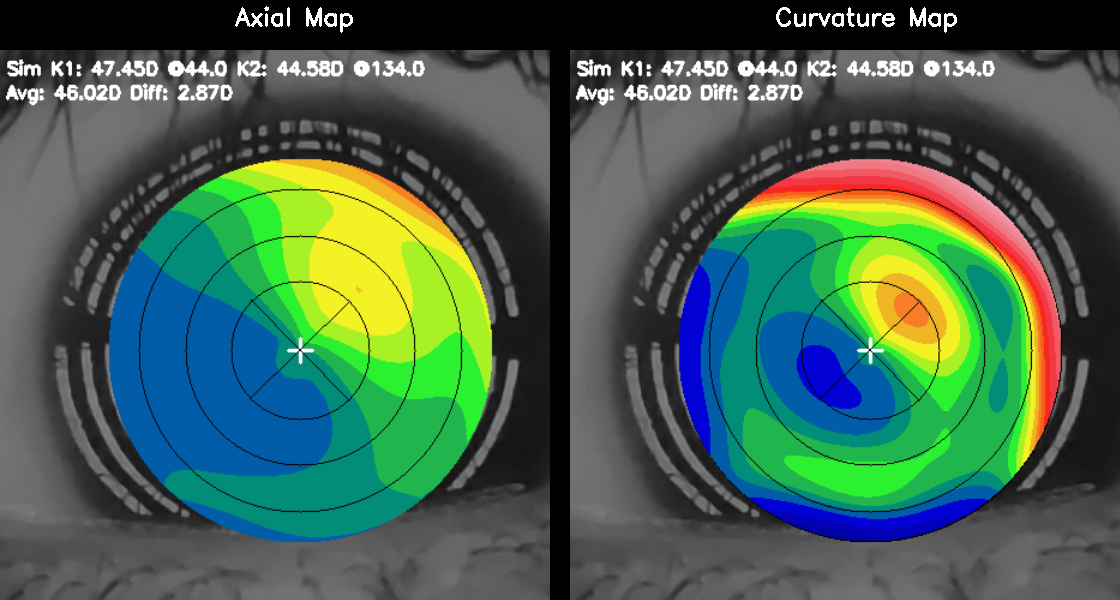 Axial Map
Curvature Map
Sim K1: 47.45D @44.0 K2: 44.58D @134.0
Avg: 46.02D Diff: 2.87D
Sim K1: 47.45D @44.0 K2: 44.58D @134.0
Avg: 46.02D Diff: 2.87D